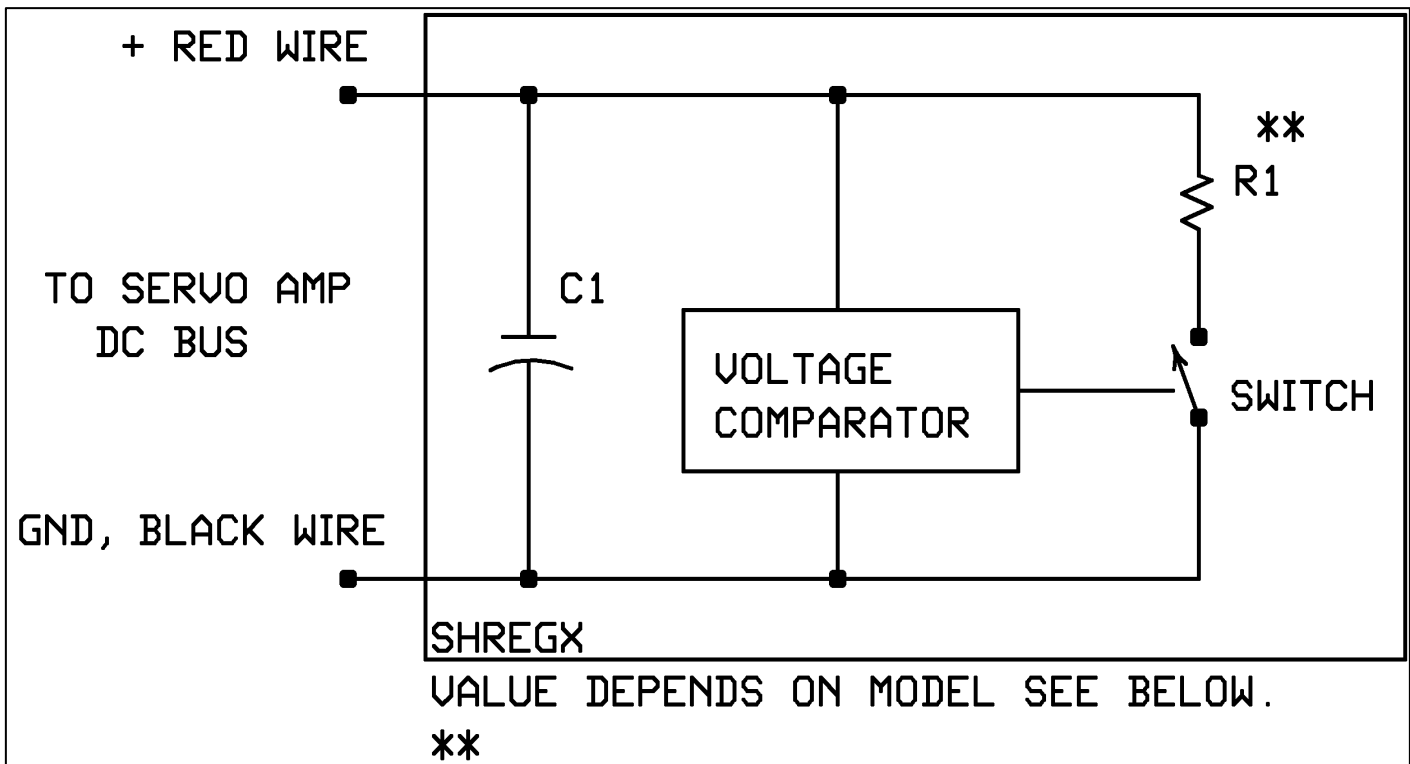 + RED WIRE
**
R1
TO SERVO AMP
DC BUS
C1
VOLTAGE
COMPARATOR
SWITCH
GND, BLACK WIRE
SHREGX
VALUE DEPENDS ON MODEL SEE BELOW.
**